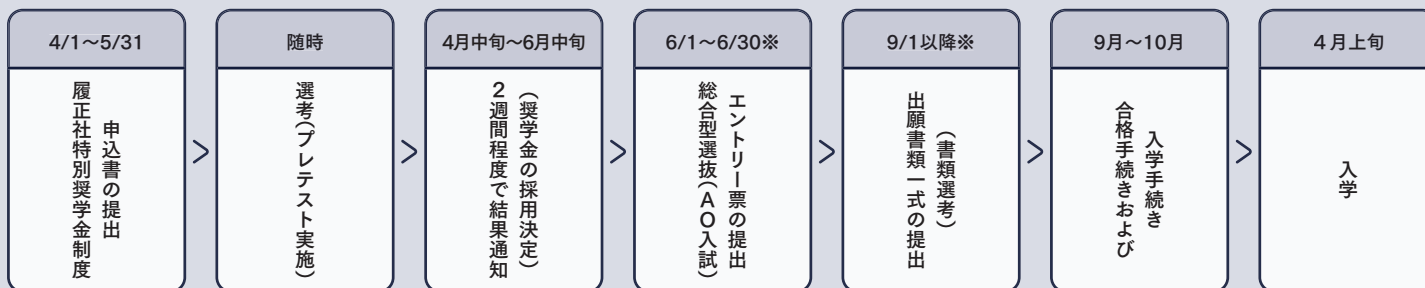 4/1～5/31
履正社特別奨学金制度
申込書の提出
随時
選考(プレテスト実施)
4月中旬～6月中旬
2週間程度で結果通知
(奨学金の採用決定)
6/1～6/30※
総合型選抜(AO入試)
エントリー票の提出
9/1以降※
出願書類一式の提出
(書類選考)
9月～10月
合格手続きおよび
入学手続き
4月上旬
入学